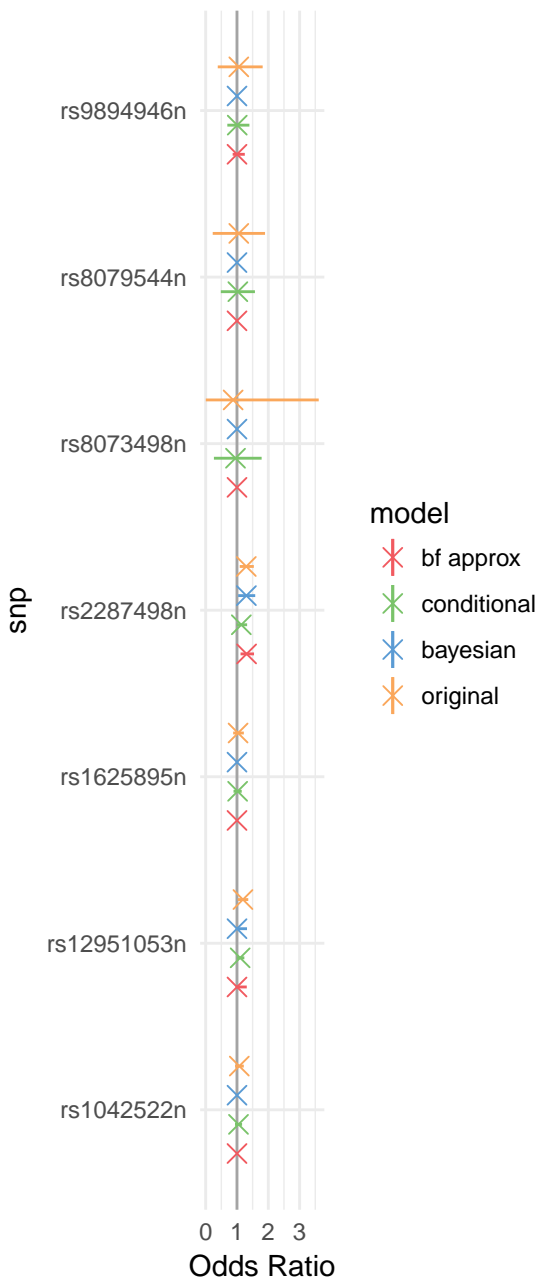 rs9894946n
rs8079544n
rs8073498n
rs2287498n
rs1625895n
rs12951053n
rs1042522n
snp
0 1 2 3
Odds Ratio
model
bf approx
conditional
bayesian
original